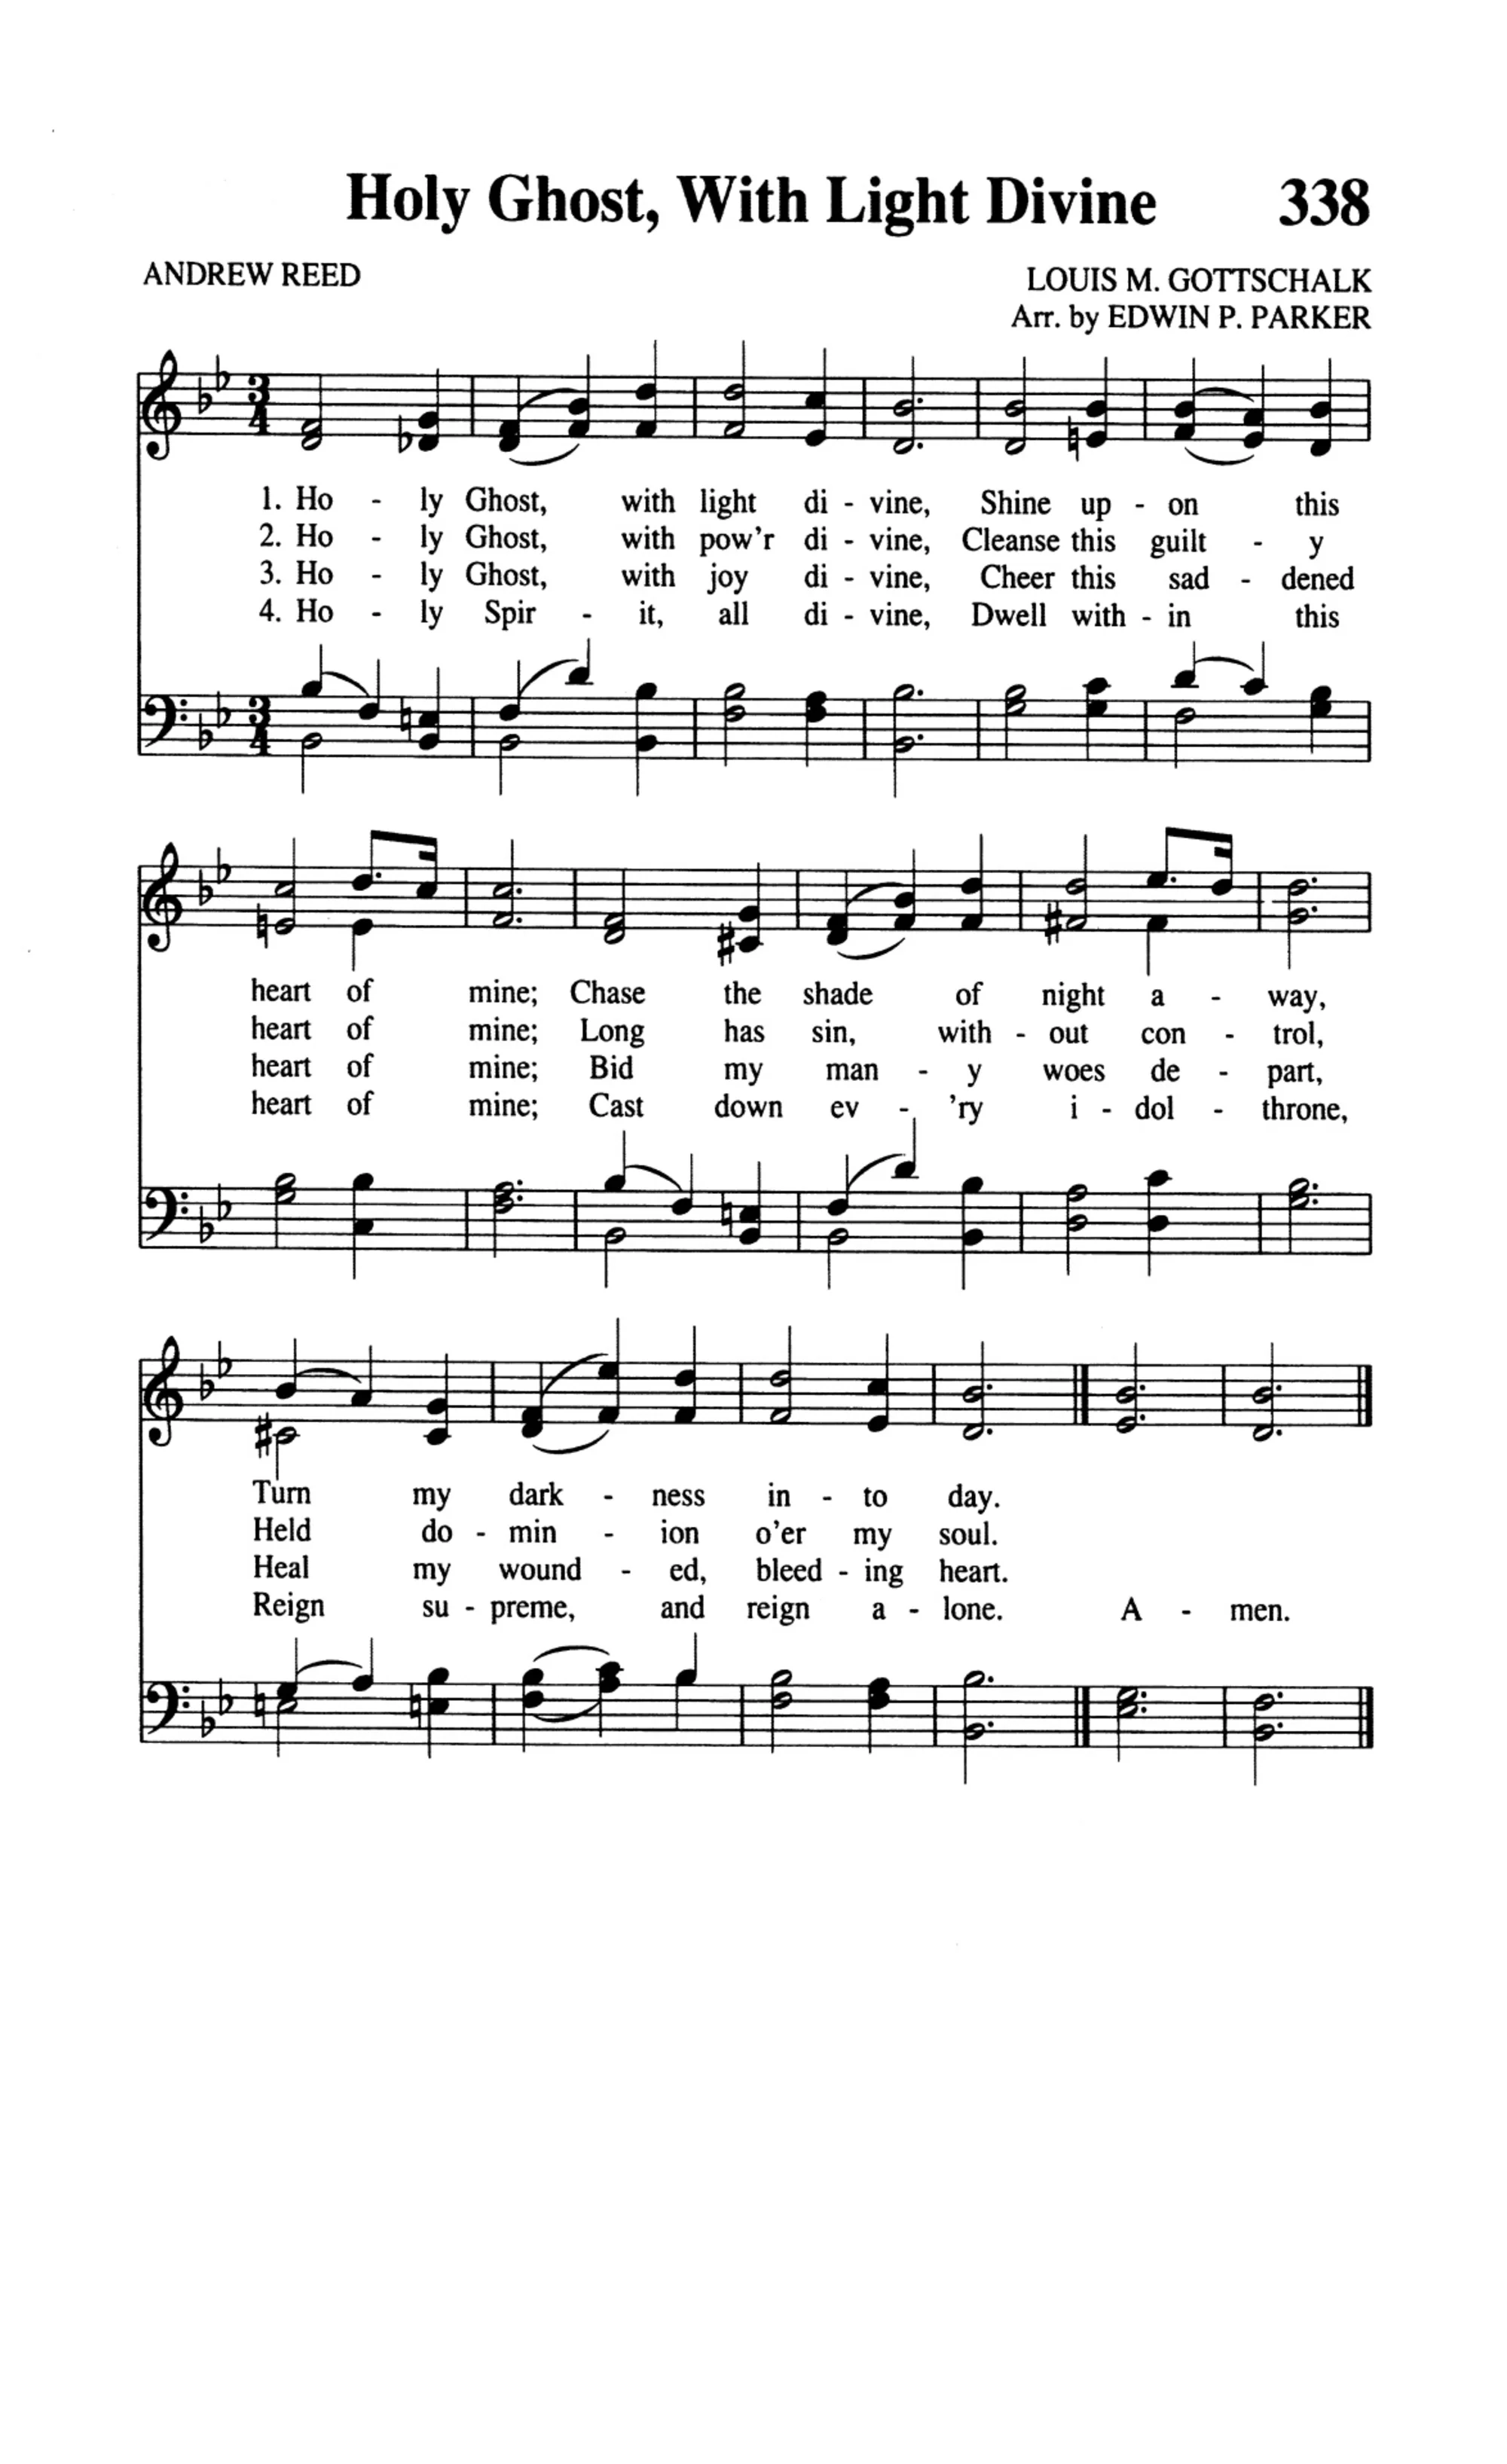 Holy Ghost, With Light Divine 338
ANDREW REED
LOUIS M. GOTTSCHALK
Arr. by EDWIN P. PARKER
3
4
1. Ho - ly Ghost, with light di - vine, Shine up - on this
2. Ho - ly Ghost, with pow'r di - vine, Cleanse this guilt - y
3. Ho - ly Ghost, with joy di - vine, Cheer this sad - dened
4. Ho - ly Spir - it, all di - vine, Dwell with - in this
3
4
heart of mine; Chase the shade of night a - way,
heart of mine; Long has sin, with - out con - trol,
heart of mine; Bid my man - y woes de - part,
heart of mine; Cast down ev - 'ry i - dol - throne,
Turn my dark - ness in - to day.
Held do - min - ion o'er my soul.
Heal my wound - ed, bleed - ing heart.
Reign su - preme, and reign a - lone. A - men.